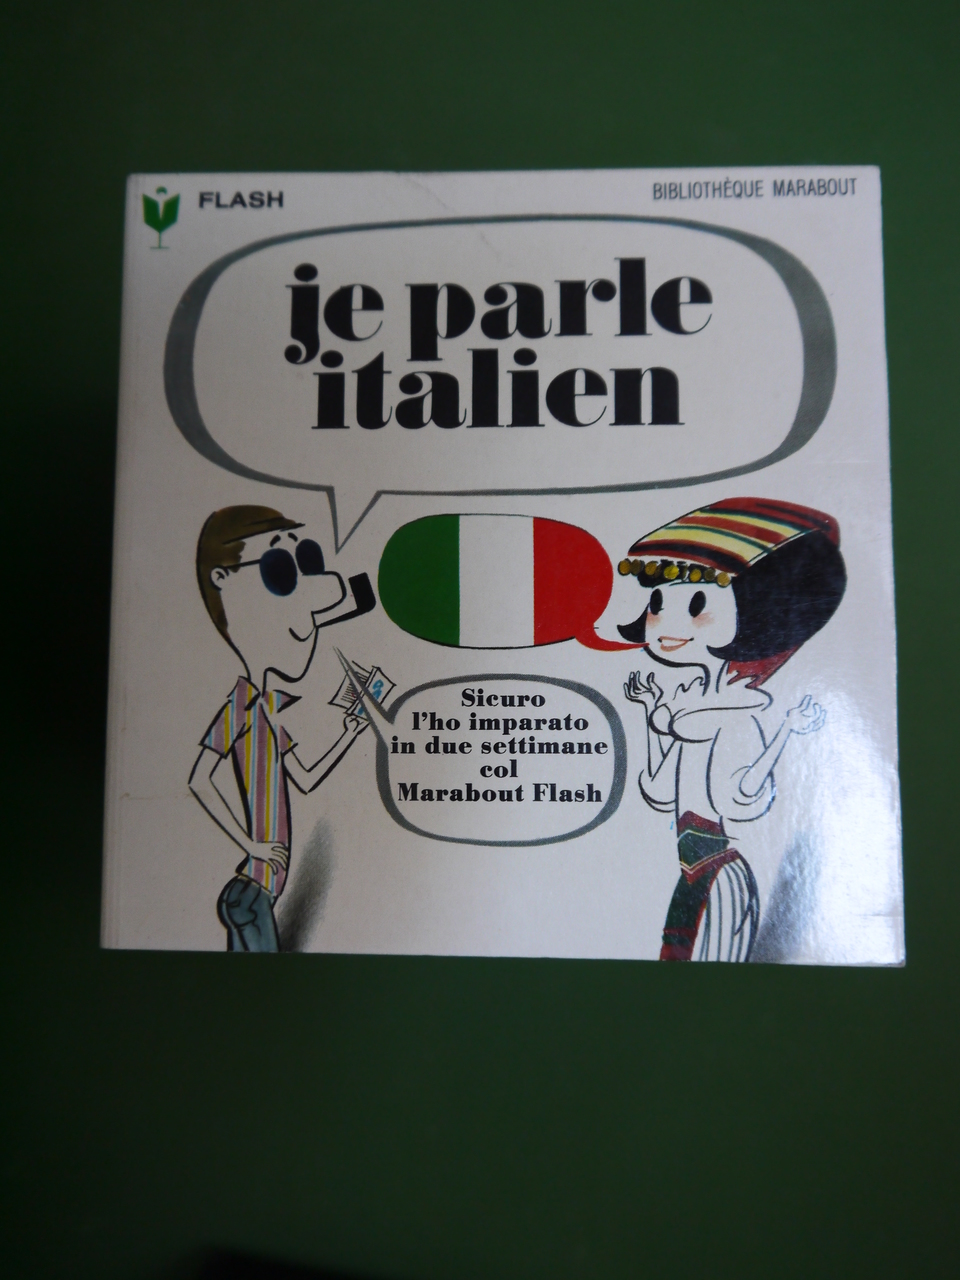 FLASH
BIBLIOTHÈQUE MARABOUT
je parle
italien
Sicuro
l'ho imparato
in due settimane
col
Marabout Flash